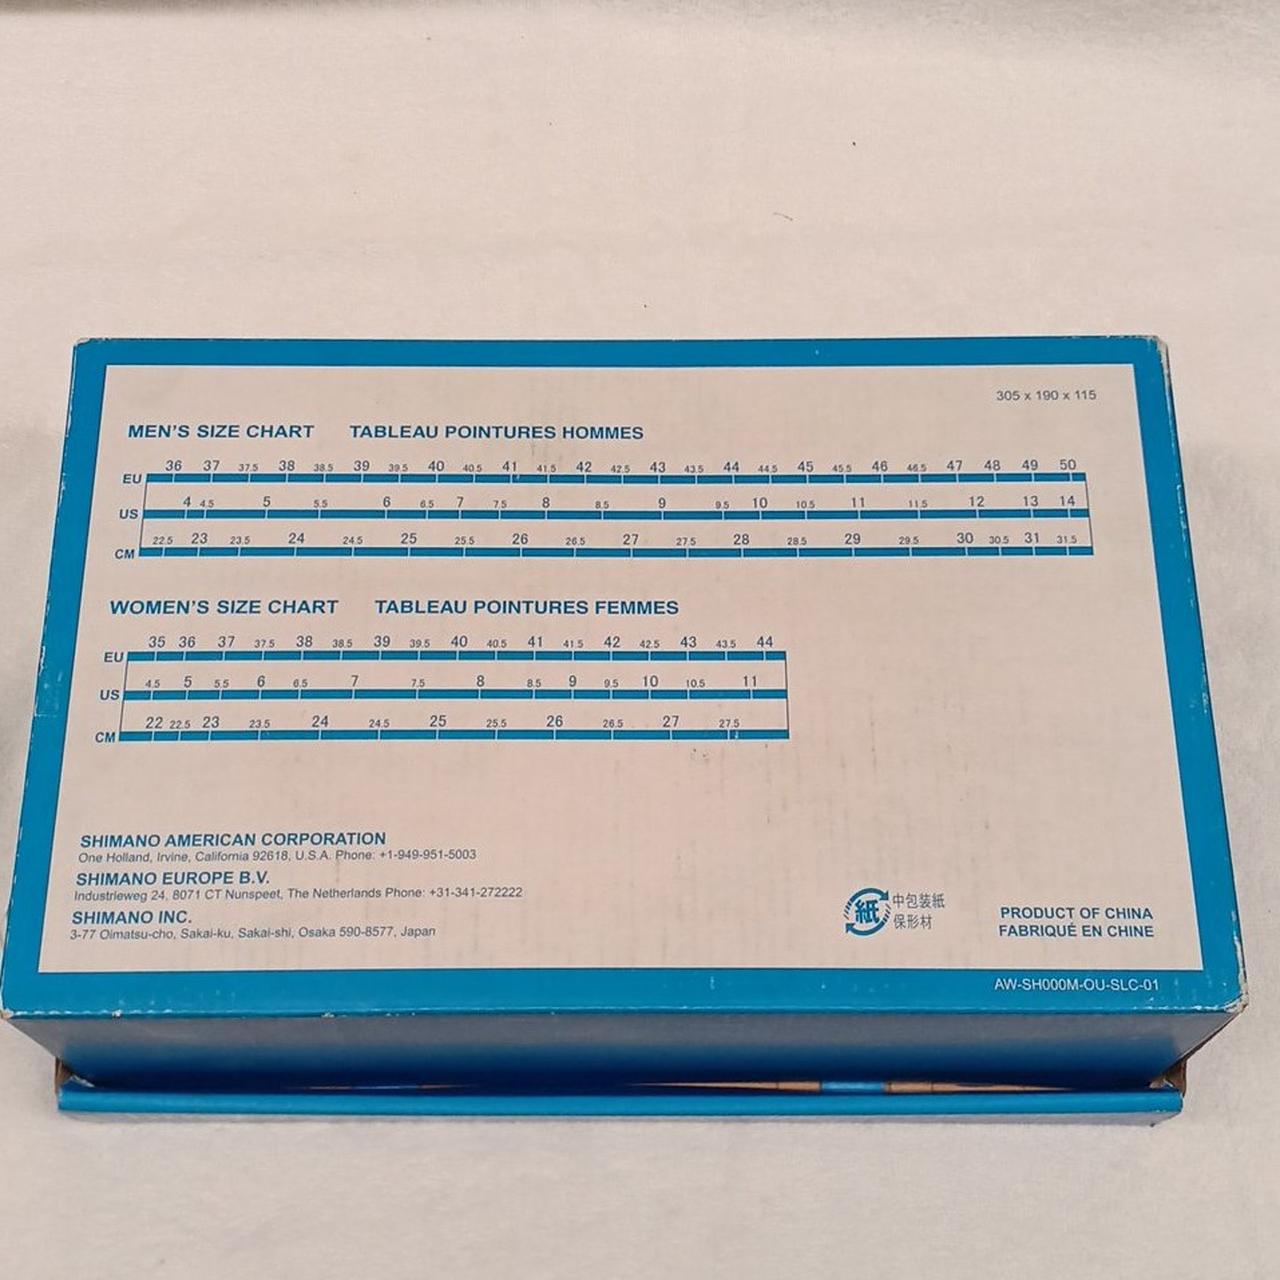 305 x 190 x 115
MEN'S SIZE CHART TABLEAU POINTURES HOMMES
EU 36 37 37.5 38 38.5 39 39.5 40 40.5 41 41.5 42 42.5 43 43.5 44 44.5 45 45.5 46 46.5 47 48 49 50
US 4 4.5 5 5.5 6 6.5 7 7.5 8 8.5 9 9.5 10 10.5 11 11.5 12 13 14
CM 22.5 23 23.5 24 24.5 25 25.5 26 26.5 27 27.5 28 28.5 29 29.5 30 30.5 31 31.5
WOMEN'S SIZE CHART TABLEAU POINTURES FEMMES
EU 35 36 37 37.5 38 38.5 39 39.5 40 40.5 41 41.5 42 42.5 43 43.5 44
US 4.5 5 5.5 6 6.5 7 7.5 8 8.5 9 9.5 10 10.5 11
CM 22 22.5 23 23.5 24 24.5 25 25.5 26 26.5 27 27.5
SHIMANO AMERICAN CORPORATION
One Holland, Irvine, California 92618, U.S.A. Phone: +1-949-951-5003
SHIMANO EUROPE B.V.
Industrieweg 24, 8071 CT Nunspeet, The Netherlands Phone: +31-341-272222
SHIMANO INC.
3-77 Oimatsu-cho, Sakai-ku, Sakai-shi, Osaka 590-8577, Japan
紙 中包装紙
保形材
PRODUCT OF CHINA
FABRIQUÉ EN CHINE
AW-SH000M-OU-SLC-01